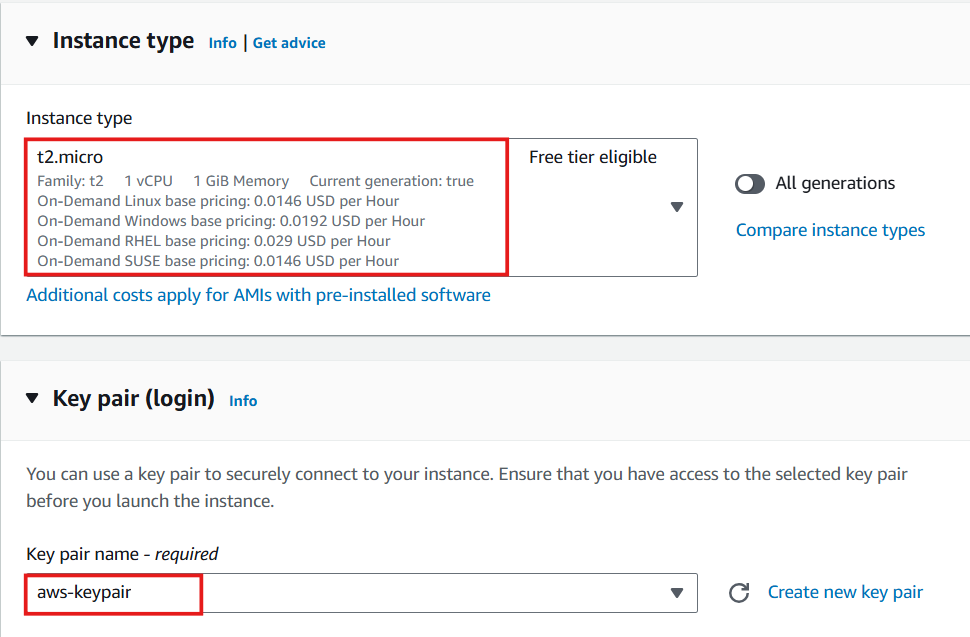 Instance type Info | Get advice
Instance type
t2.micro Free tier eligible
Family: t2 1 vCPU 1 GiB Memory Current generation: true
On-Demand Linux base pricing: 0.0146 USD per Hour
On-Demand Windows base pricing: 0.0192 USD per Hour
On-Demand RHEL base pricing: 0.029 USD per Hour
On-Demand SUSE base pricing: 0.0146 USD per Hour
All generations
Compare instance types
Additional costs apply for AMIs with pre-installed software
Key pair (login) Info
You can use a key pair to securely connect to your instance. Ensure that you have access to the selected key pair
before you launch the instance.
Key pair name - required
aws-keypair
Create new key pair